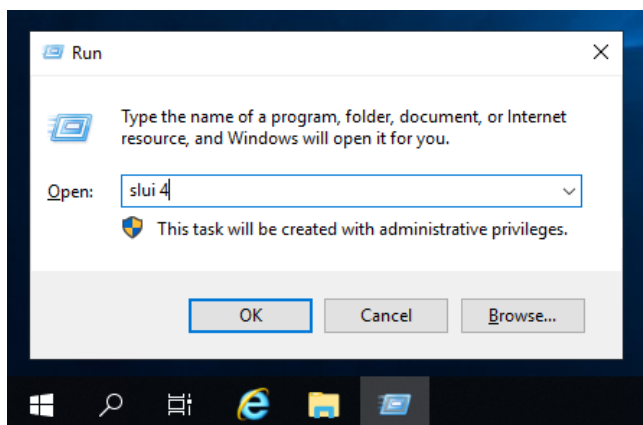 Run
Type the name of a program, folder, document, or Internet
resource, and Windows will open it for you.
Open:
slui 4
This task will be created with administrative privileges.
OK
Cancel
Browse...